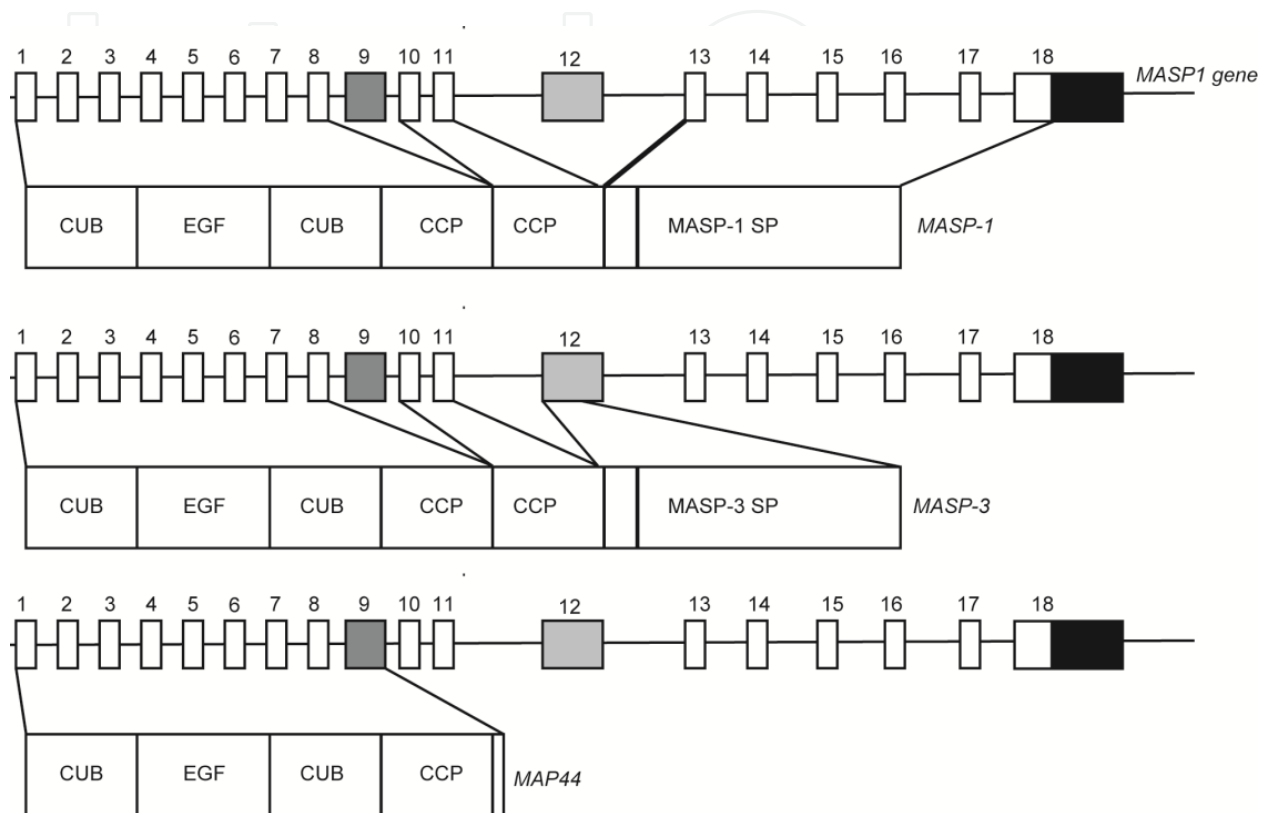 1 2 3 4 5 6 7 8 9 10 11 12 13 14 15 16 17 18 MASP1 gene
CUB EGF CUB CCP CCP MASP-1 SP MASP-1
1 2 3 4 5 6 7 8 9 10 11 12 13 14 15 16 17 18
CUB EGF CUB CCP CCP MASP-3 SP MASP-3
1 2 3 4 5 6 7 8 9 10 11 12 13 14 15 16 17 18
CUB EGF CUB CCP MAP44